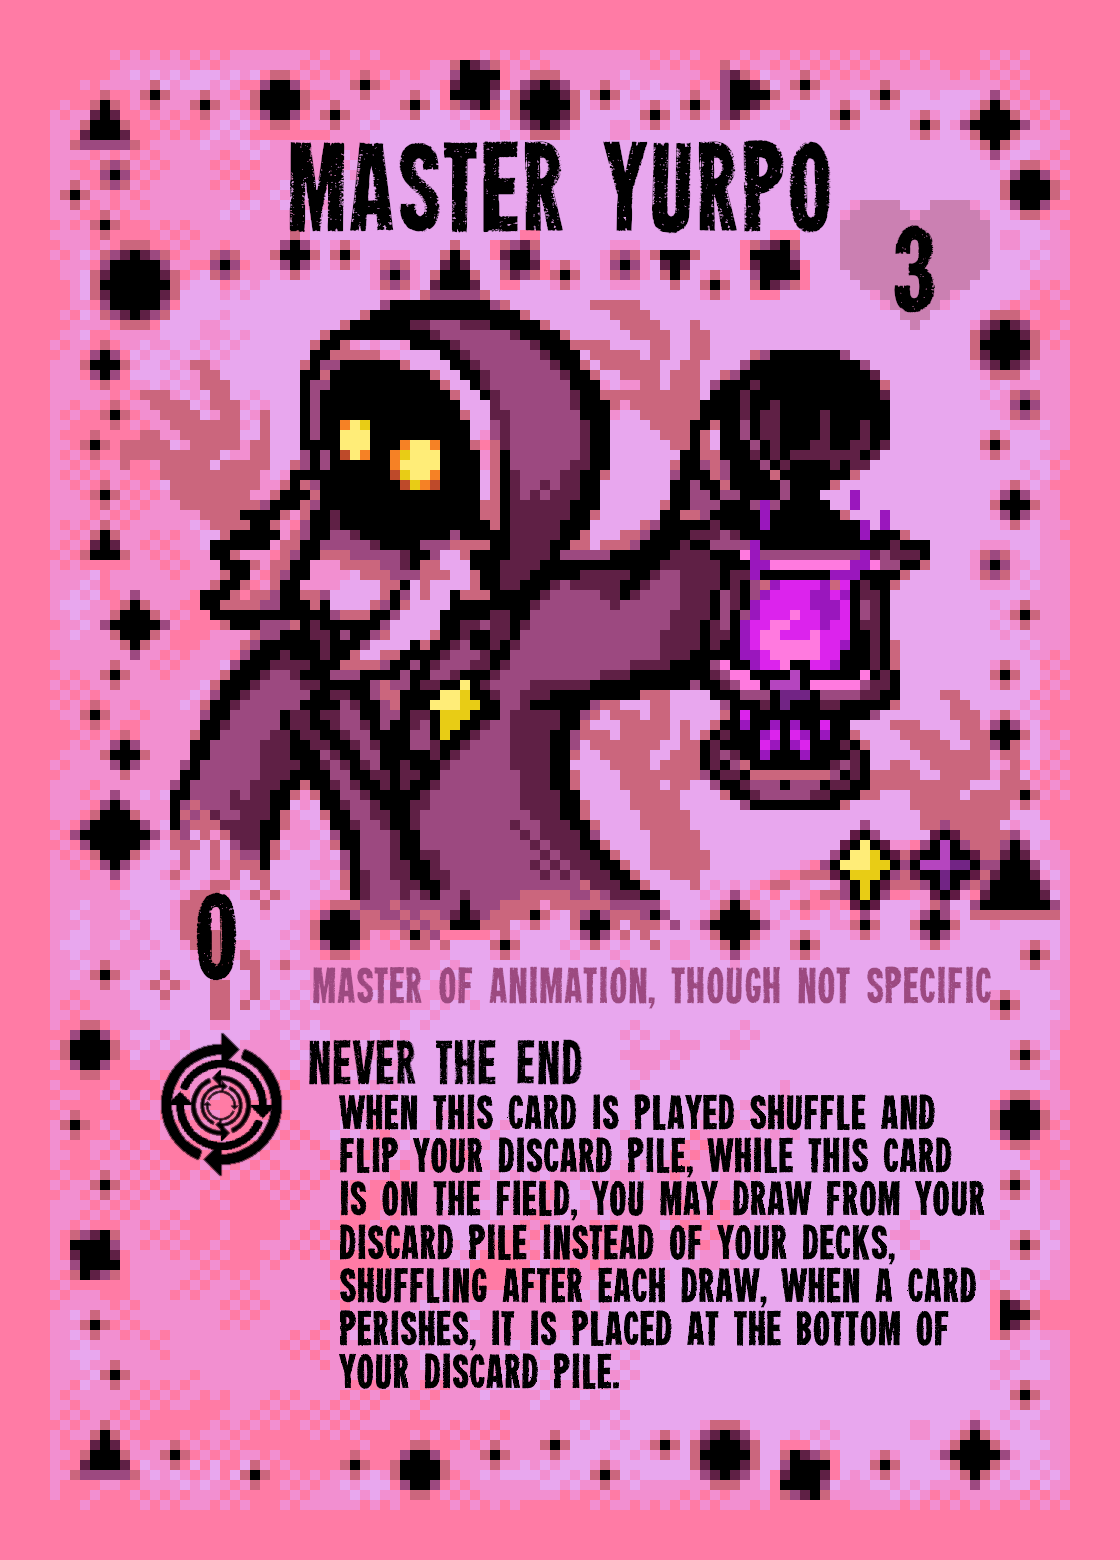 MASTER YURPO
3
0
MASTER OF ANIMATION, THOUGH NOT SPECIFIC
NEVER THE END
WHEN THIS CARD IS PLAYED SHUFFLE AND
FLIP YOUR DISCARD PILE, WHILE THIS CARD
IS ON THE FIELD, YOU MAY DRAW FROM YOUR
DISCARD PILE INSTEAD OF YOUR DECKS,
SHUFFLING AFTER EACH DRAW, WHEN A CARD
PERISHES, IT IS PLACED AT THE BOTTOM OF
YOUR DISCARD PILE.